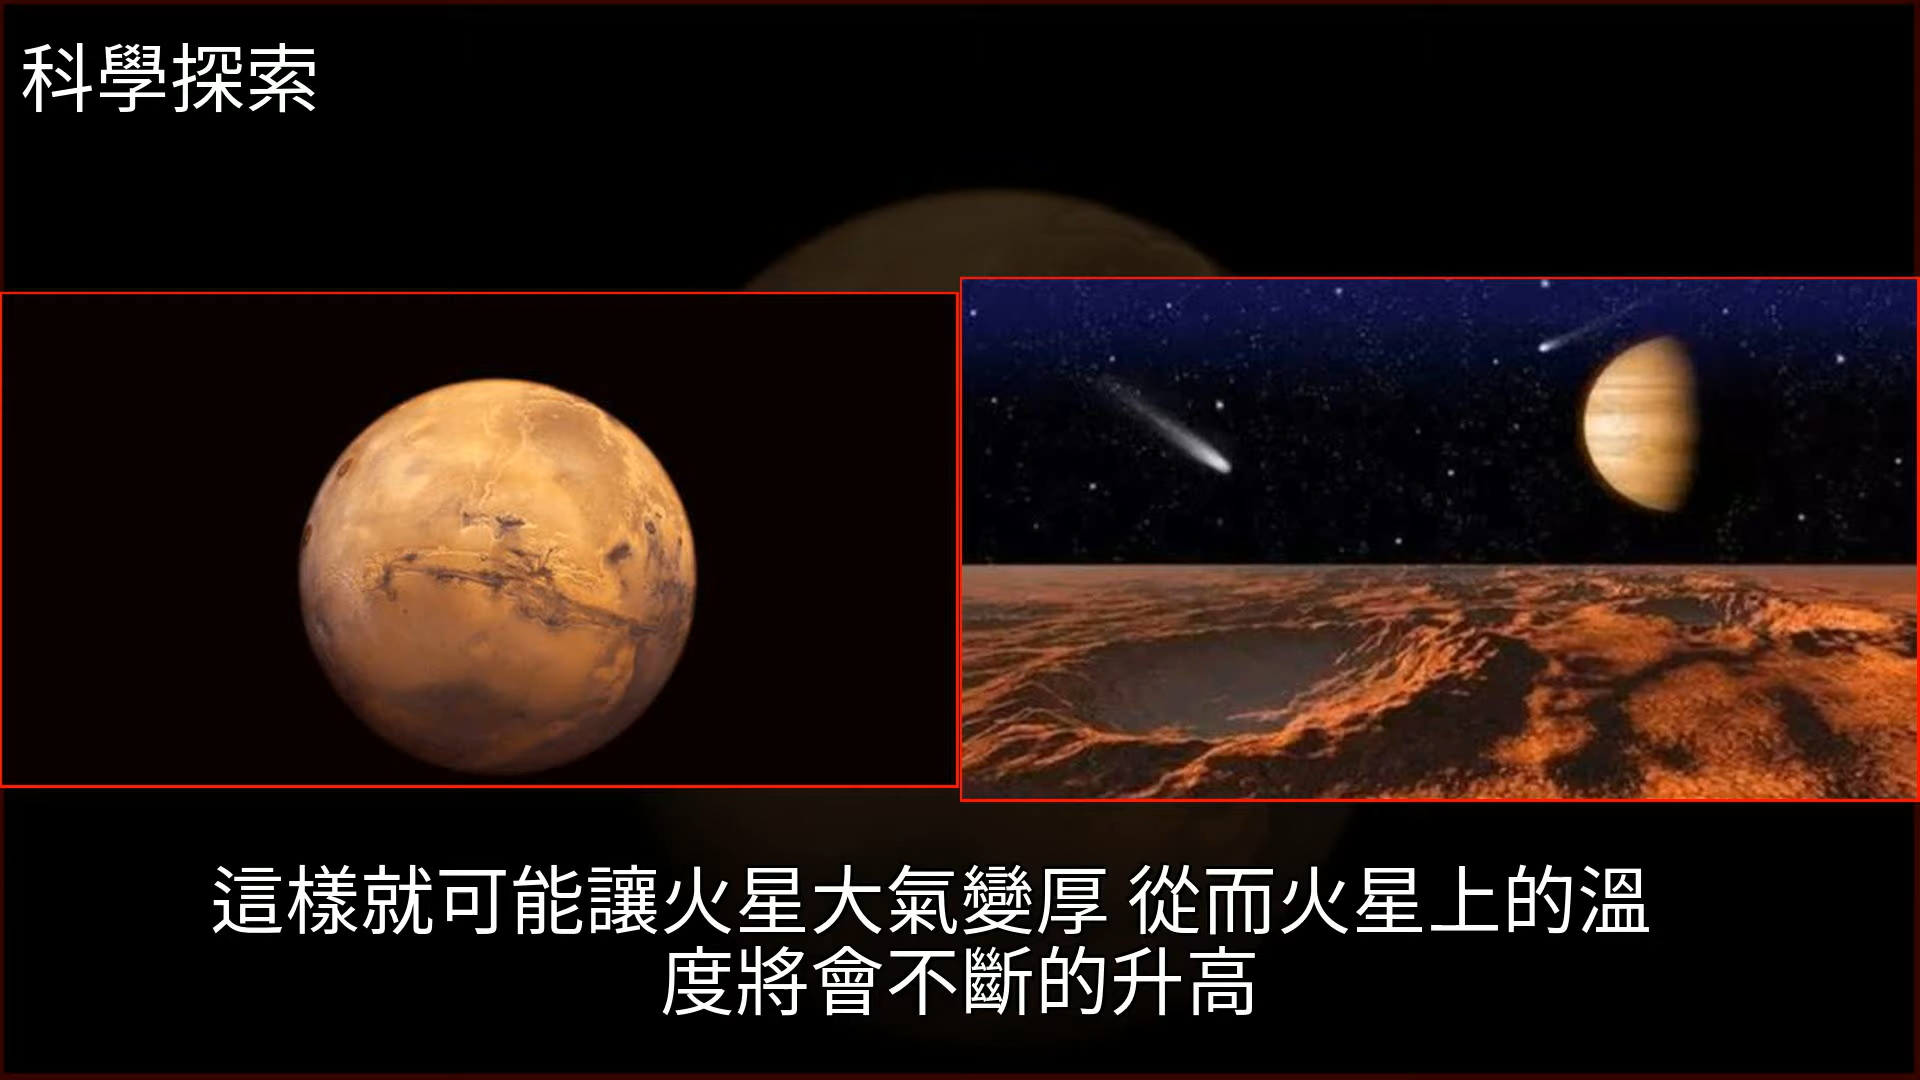 科學探索
這樣就可能讓火星大氣變厚 從而火星上的溫
度將會不斷的升高